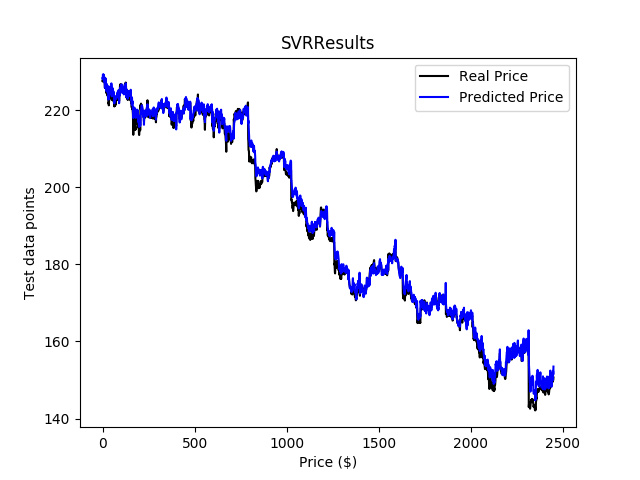 SVRResults
Real Price
Predicted Price
Test data points
220
200
180
160
140
0 500 1000 1500 2000 2500
Price ($)